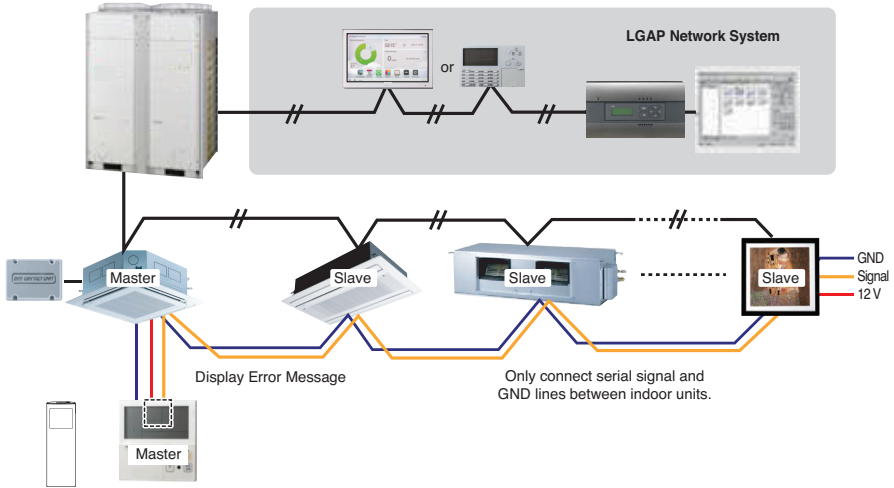 LGAP Network System
or
Master
Slave
Slave
Slave
GND
Signal
12 V
Display Error Message
Only connect serial signal and
GND lines between indoor units.
Master